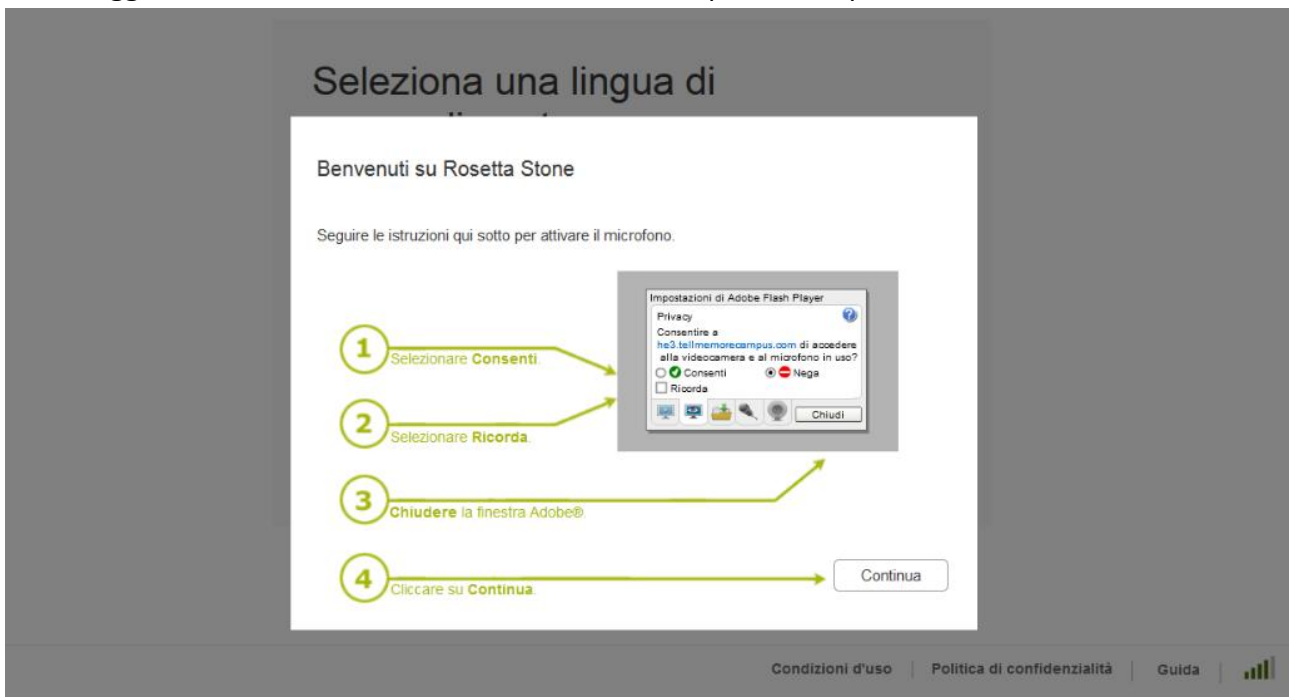 Seleziona una lingua di
Benvenuti su Rosetta Stone
Seguire le istruzioni qui sotto per attivare il microfono.
Impostazioni di Adobe Flash Player
Privacy
Consentire a
he3.tellmemorecampus.com di accedere
alla videocamera e al microfono in uso?
Consenti
Nega
Ricorda
Chiudi
1
Selezionare Consenti.
2
Selezionare Ricorda.
3
Chiudere la finestra Adobe®.
4
Cliccare su Continua.
Continua
Condizioni d'uso | Politica di confidenzialità | Guida |